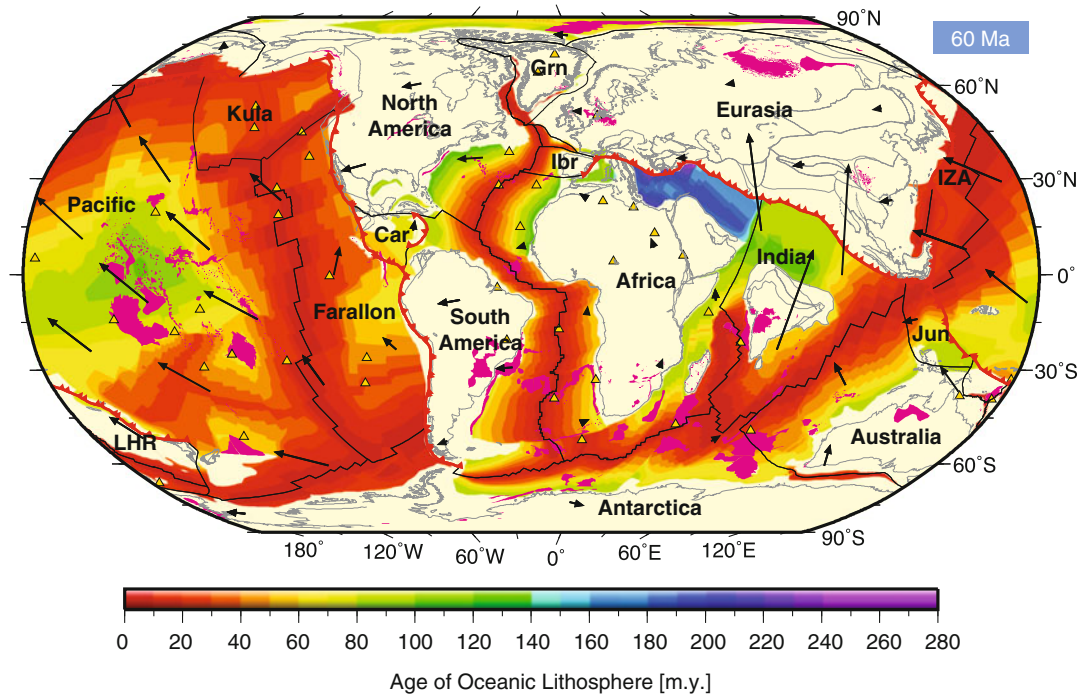 90˚N
60 Ma
Grn
60˚N
North
America
Kula
Eurasia
Ibr
30˚N
IZA
Pacific
Car
India
0˚
Africa
Farallon
South
America
Jun
30˚S
LHR
Australia
60˚S
Antarctica
90˚S
180˚ 120˚W 60˚W 0˚ 60˚E 120˚E
0 20 40 60 80 100 120 140 160 180 200 220 240 260 280
Age of Oceanic Lithosphere [m.y.]